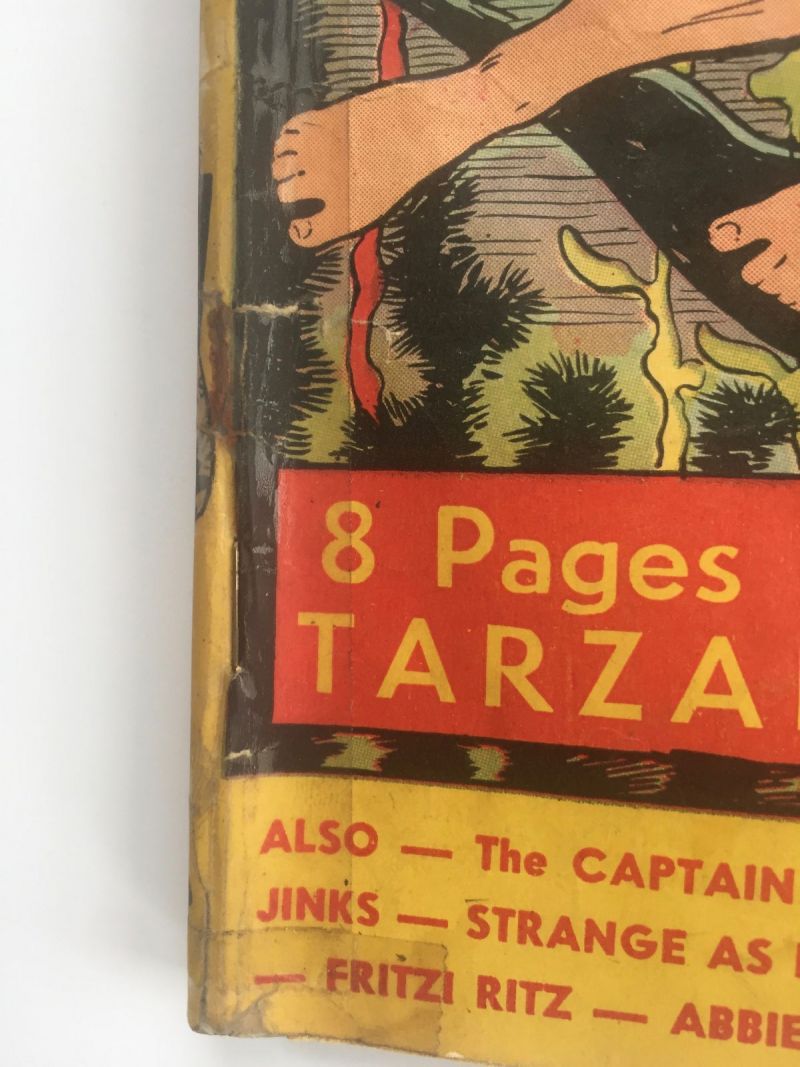 8 Pages
TARZA
ALSO — The CAPTAIN
JINKS — STRANGE AS
— FRITZI RITZ — ABBIE